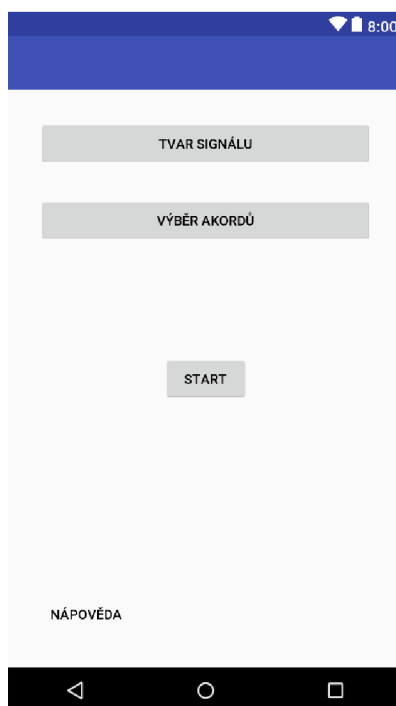 8:00
TVAR SIGNÁLU
VÝBĚR AKORDŮ
START
NÁPOVĚDA